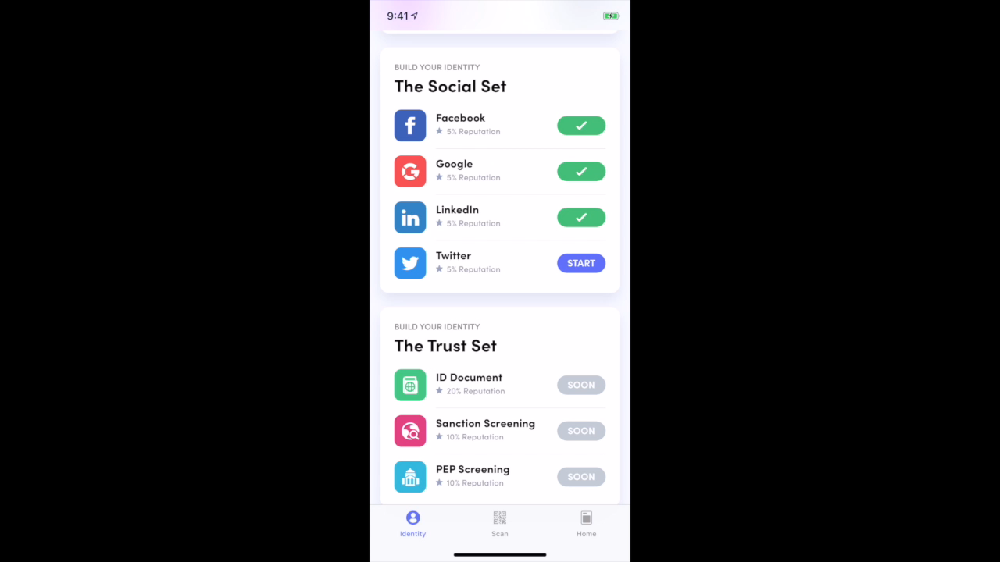 9:41
BUILD YOUR IDENTITY
The Social Set
Facebook
5% Reputation
Google
5% Reputation
LinkedIn
5% Reputation
Twitter
5% Reputation
START
BUILD YOUR IDENTITY
The Trust Set
ID Document
20% Reputation
SOON
Sanction Screening
10% Reputation
SOON
PEP Screening
10% Reputation
SOON
Identity
Scan
Home